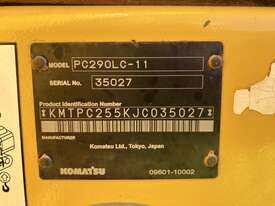 MODEL PC290LC-11
SERIAL NO. 35027
Product Identification Number
*KMTPC255KJC035027*
MANUFACTURER
Komatsu Ltd., Tokyo, Japan
KOMATSU 09601-10002